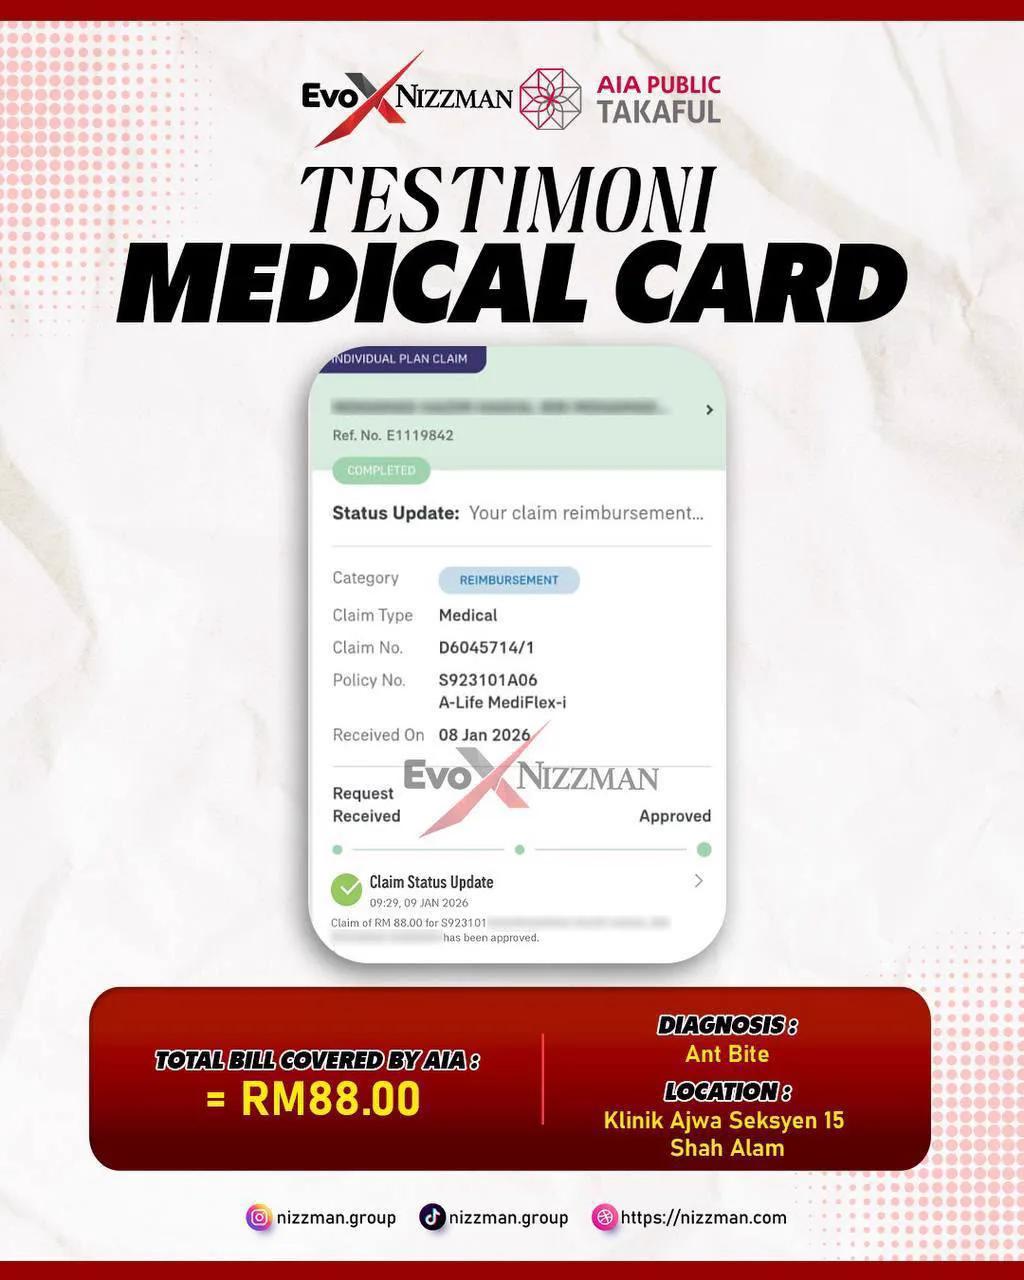 Evo X NIZZMAN
AIA PUBLIC
TAKAFUL
TESTIMONI
MEDICAL CARD
INDIVIDUAL PLAN CLAIM
Ref. No. E1119842
COMPLETED
Status Update: Your claim reimbursement...
Category REIMBURSEMENT
Claim Type Medical
Claim No. D6045714/1
Policy No. S923101A06
A-Life MediFlex-i
Received On 08 Jan 2026
Evo X NIZZMAN
Request
Received
Approved
Claim Status Update
09:29, 09 JAN 2026
Claim of RM 88.00 for S923101
has been approved.
TOTAL BILL COVERED BY AIA :
= RM88.00
DIAGNOSIS :
Ant Bite
LOCATION :
Klinik Ajwa Seksyen 15
Shah Alam
nizzman.group nizzman.group https://nizzman.com